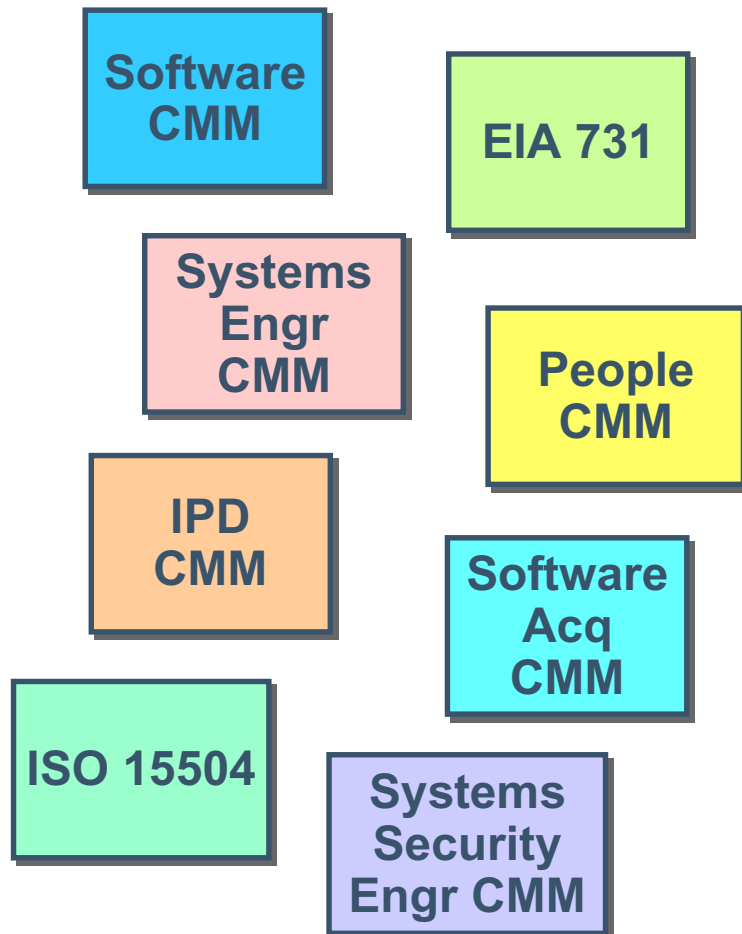 Software
CMM
EIA 731
Systems
Engr
CMM
People
CMM
IPD
CMM
Software
Acq
CMM
ISO 15504
Systems
Security
Engr CMM